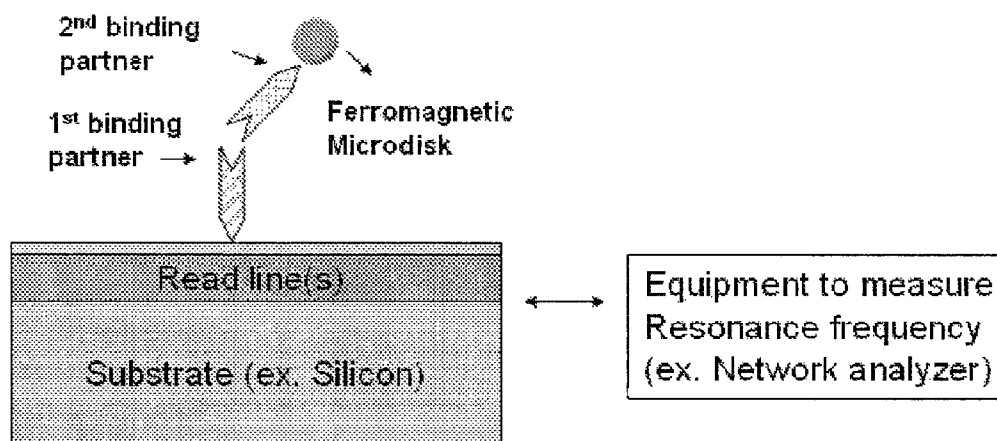 2nd binding
partner
Ferromagnetic
Microdisk
1st binding
partner
Read line(s)
Substrate (ex. Silicon)
Equipment to measure
Resonance frequency
(ex. Network analyzer)